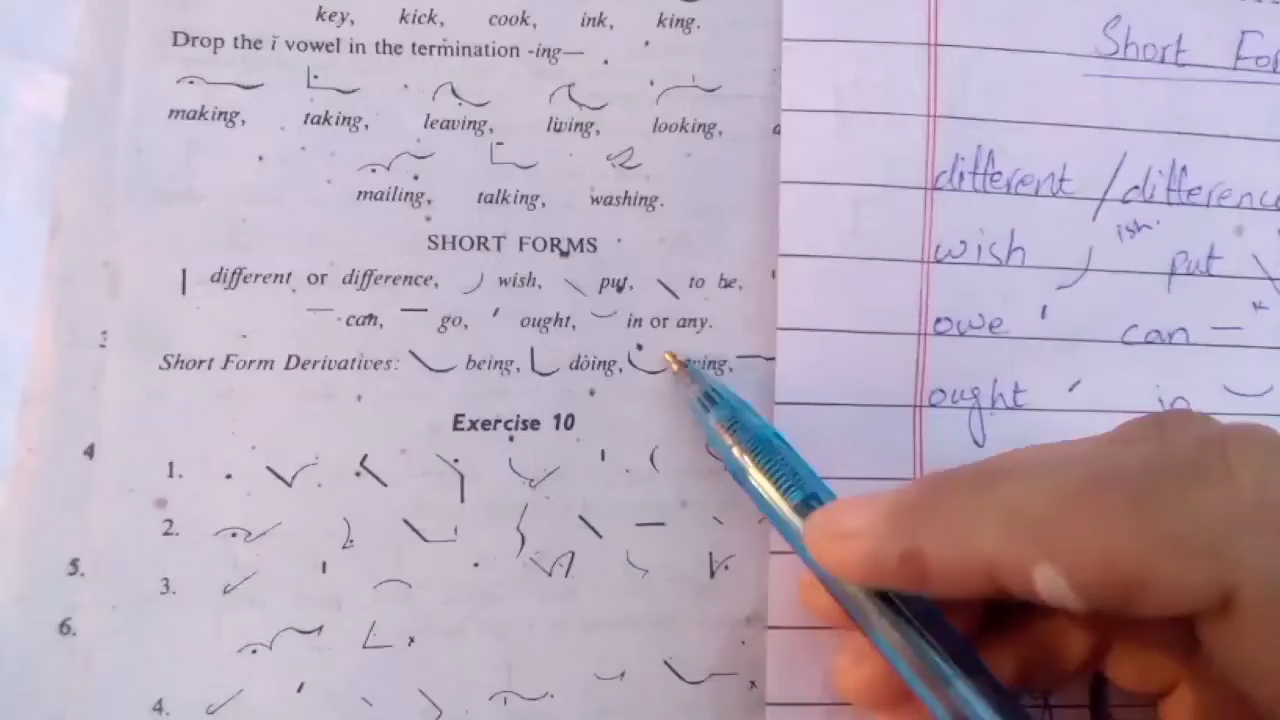 key, kick, cook, ink, king.
Drop the ĭ vowel in the termination -ing—
making, taking, leaving, living, looking,
mailing, talking, washing.
SHORT FORMS
different or difference, wish, put, to be,
can, go, ought, in or any.
Short Form Derivatives: being, doing,
Exercise 10
1.
2.
3.
4.
4
5.
6.
Short
different / difference
wish ish. put
owe can
ought in